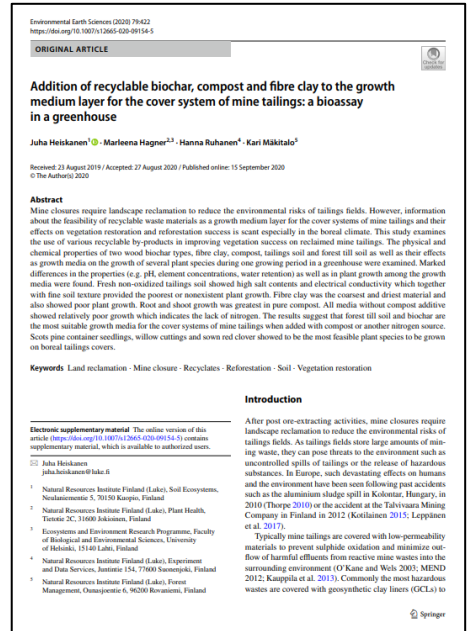 Environmental Earth Sciences (2020) 79:422
https://doi.org/10.1007/s12665-020-09154-5
ORIGINAL ARTICLE
Check for
updates
Addition of recyclable biochar, compost and fibre clay to the growth
medium layer for the cover system of mine tailings: a bioassay
in a greenhouse
Juha Heiskanen1 · Marleena Hagner2,3 · Hanna Ruhanen4 · Kari Mäkitalo5
Received: 23 August 2019 / Accepted: 27 August 2020 / Published online: 15 September 2020
© The Author(s) 2020
Abstract
Mine closures require landscape reclamation to reduce the environmental risks of tailings fields. However, information
about the feasibility of recyclable waste materials as a growth medium layer for the cover system of mine tailings and their
effects on vegetation restoration and reforestation success is scant especially in the boreal climate. This study examines
the use of various recyclable by-products in improving vegetation success on reclaimed mine tailings. The physical and
chemical properties of two wood biochar types, fibre clay, compost, tailings soil and forest till soil as well as their effects
as growth media on the growth of several plant species during one growing period in a greenhouse were examined. Marked
differences in the properties (e.g. pH, element concentrations, water retention) as well as in plant growth among the growth
media were found. Fresh non-oxidized tailings soil showed high salt contents and electrical conductivity which together
with fine soil texture provided the poorest or nonexistent plant growth. Fibre clay was the coarsest and driest material and
also showed poor plant growth. Root and shoot growth was greatest in pure compost. All media without compost additive
showed relatively poor growth which indicates the lack of nitrogen. The results suggest that forest till soil and biochar are
the most suitable growth media for the cover systems of mine tailings when added with compost or another nitrogen source.
Scots pine container seedlings, willow cuttings and sown red clover showed to be the most feasible plant species to be grown
on boreal tailings covers.
Keywords Land reclamation · Mine closure · Recyclates · Reforestation · Soil · Vegetation restoration
Electronic supplementary material The online version of this
article (https://doi.org/10.1007/s12665-020-09154-5) contains
supplementary material, which is available to authorized users.
Juha Heiskanen
juha.heiskanen@luke.fi
1 Natural Resources Institute Finland (Luke), Soil Ecosystems,
Neulaniementie 5, 70150 Kuopio, Finland
2 Natural Resources Institute Finland (Luke), Plant Health,
Tietotie 2C, 31600 Jokioinen, Finland
3 Ecosystems and Environment Research Programme, Faculty
of Biological and Environmental Sciences, University
of Helsinki, 15140 Lahti, Finland
4 Natural Resources Institute Finland (Luke), Experiment
and Data Services, Juntintie 154, 77600 Suonenjoki, Finland
5 Natural Resources Institute Finland (Luke), Forest
Management, Ounasjoentie 6, 96200 Rovaniemi, Finland
Introduction
After post ore-extracting activities, mine closures require
landscape reclamation to reduce the environmental risks of
tailings fields. As tailings fields store large amounts of min-
ing waste, they can pose threats to the environment such as
uncontrolled spills of tailings or the release of hazardous
substances. In Europe, such devastating effects on humans
and the environment have been seen following past accidents
such as the aluminium sludge spill in Kolontar, Hungary, in
2010 (Thorpe 2010) or the accident at the Talvivaara Mining
Company in Finland in 2012 (Kotilainen 2015; Leppänen
et al. 2017).
Typically mine tailings are covered with low-permeability
materials to prevent sulphide oxidation and minimize out-
flow of harmful effluents from reactive mine wastes into the
surrounding environment (O'Kane and Wels 2003; MEND
2012; Kauppila et al. 2013). Commonly the most hazardous
wastes are covered with geosynthetic clay liners (GCLs) to
Springer